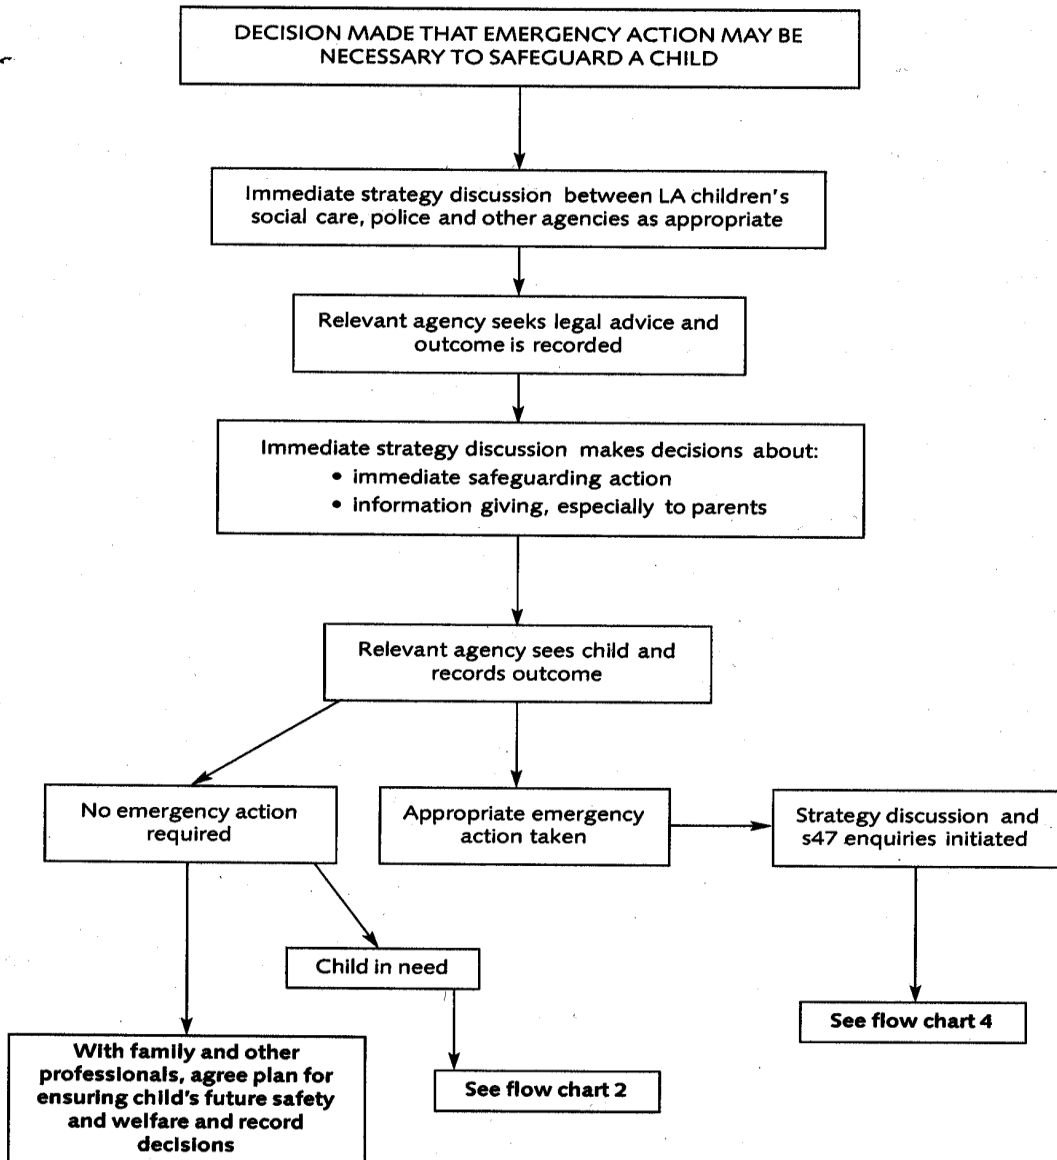 DECISION MADE THAT EMERGENCY ACTION MAY BE
NECESSARY TO SAFEGUARD A CHILD
Immediate strategy discussion between LA children's
social care, police and other agencies as appropriate
Relevant agency seeks legal advice and
outcome is recorded
Immediate strategy discussion makes decisions about:
• immediate safeguarding action
• information giving, especially to parents
Relevant agency sees child and
records outcome
No emergency action
required
Appropriate emergency
action taken
Strategy discussion and
s47 enquiries initiated
Child in need
See flow chart 4
With family and other
professionals, agree plan for
ensuring child's future safety
and welfare and record
decisions
See flow chart 2